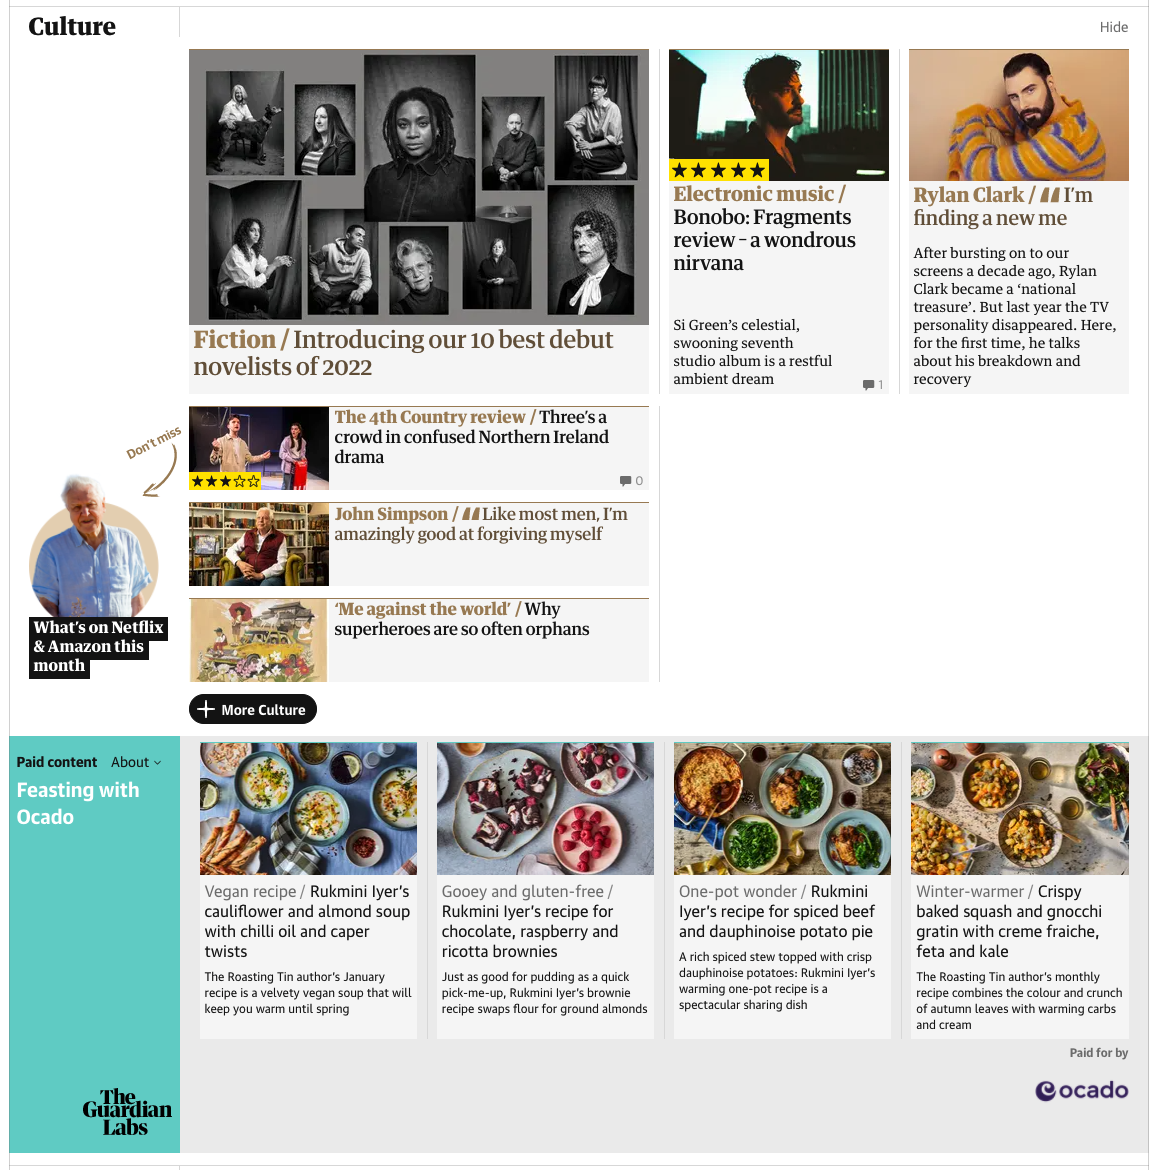 Culture
Hide
Fiction / Introducing our 10 best debut
novelists of 2022
Electronic music /
Bonobo: Fragments
review – a wondrous
nirvana
Si Green's celestial,
swooning seventh
studio album is a restful
ambient dream
1
Rylan Clark / “ I'm
finding a new me
After bursting on to our
screens a decade ago, Rylan
Clark became a ‘national
treasure’. But last year the TV
personality disappeared. Here,
for the first time, he talks
about his breakdown and
recovery
The 4th Country review / Three's a
crowd in confused Northern Ireland
drama
0
John Simpson / “ Like most men, I'm
amazingly good at forgiving myself
‘Me against the world’ / Why
superheroes are so often orphans
Don't miss
What's on Netflix
& Amazon this
month
More Culture
Paid content About
Feasting with
Ocado
Vegan recipe / Rukmini Iyer's
cauliflower and almond soup
with chilli oil and caper
twists
The Roasting Tin author's January
recipe is a velvety vegan soup that will
keep you warm until spring
Gooey and gluten-free /
Rukmini Iyer's recipe for
chocolate, raspberry and
ricotta brownies
Just as good for pudding as a quick
pick-me-up, Rukmini Iyer's brownie
recipe swaps flour for ground almonds
One-pot wonder / Rukmini
Iyer's recipe for spiced beef
and dauphinoise potato pie
A rich spiced stew topped with crisp
dauphinoise potatoes: Rukmini Iyer's
warming one-pot recipe is a
spectacular sharing dish
Winter-warmer / Crispy
baked squash and gnocchi
gratin with creme fraiche,
feta and kale
The Roasting Tin author's monthly
recipe combines the colour and crunch
of autumn leaves with warming carbs
and cream
Paid for by
ocado
The
Guardian
Labs